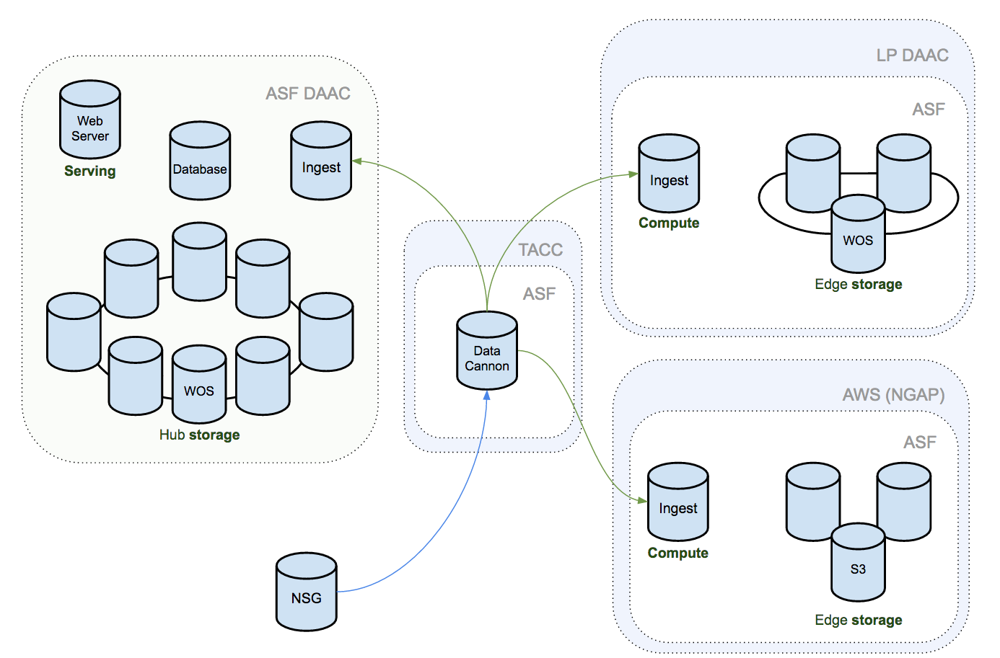 ASF DAAC
Web
Server
Serving
Database
Ingest
WOS
Hub storage
TACC
ASF
Data
Cannon
NSG
LP DAAC
ASF
Ingest
Compute
WOS
Edge storage
AWS (NGAP)
ASF
Ingest
Compute
S3
Edge storage